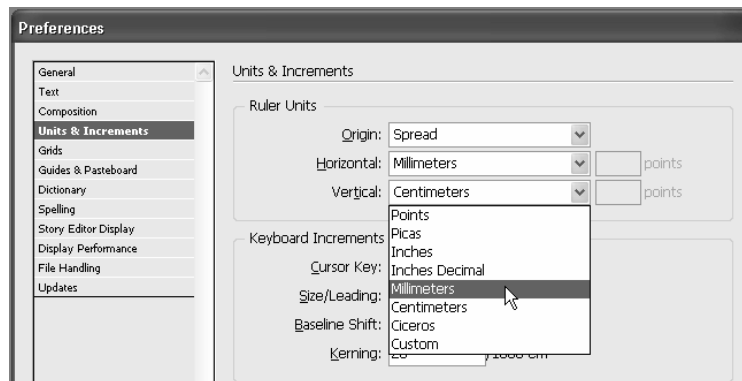 Preferences
General
Text
Composition
Units & Increments
Grids
Guides & Pasteboard
Dictionary
Spelling
Story Editor Display
Display Performance
File Handling
Updates
Units & Increments
Ruler Units
Origin: Spread
Horizontal: Millimeters points
Vertical: Centimeters points
Points
Picas
Inches
Inches Decimal
Millimeters
Centimeters
Ciceros
Custom
Keyboard Increments
Cursor Key:
Size/Leading:
Baseline Shift:
Kerning: